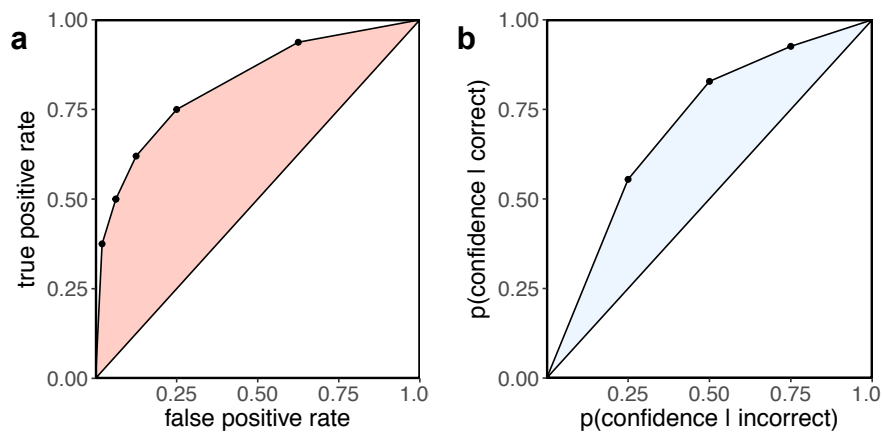 a
true positive rate
1.00
0.75
0.50
0.25
0.00
0.25 0.50 0.75 1.0
false positive rate
b
p(confidence | correct)
1.00
0.75
0.50
0.25
0.00
0.25 0.50 0.75 1.0
p(confidence | incorrect)